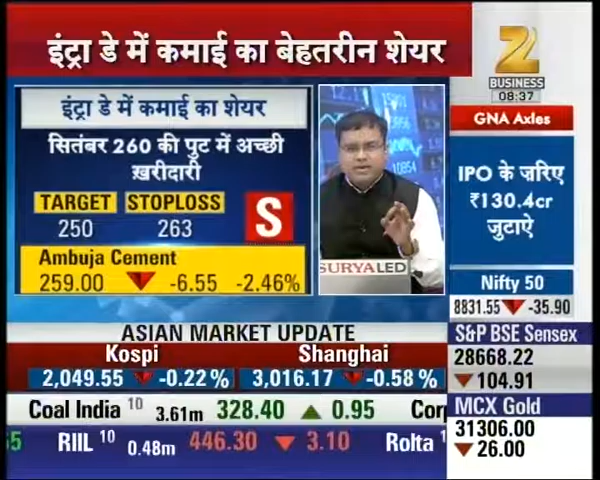 इंट्रा डे में कमाई का बेहतरीन शेयर
Z
BUSINESS
08:37
इंट्रा डे में कमाई का शेयर
सितंबर 260 की पुट में अच्छी
ख़रीदारी
TARGET STOPLOSS
250 263
S
Ambuja Cement
259.00 -6.55 -2.46%
SURYA LED
GNA Axles
IPO के जरिए
₹130.4cr
जुटाऐ
Nifty 50
8831.55 -35.90
S&P BSE Sensex
28668.22
104.91
MCX Gold
31306.00
26.00
ASIAN MARKET UPDATE
Kospi Shanghai
2,049.55 -0.22% 3,016.17 -0.58%
Coal India 10 3.61m 328.40 0.95 Corp
5 RIIL 10 0.48m 446.30 3.10 Rolta 1